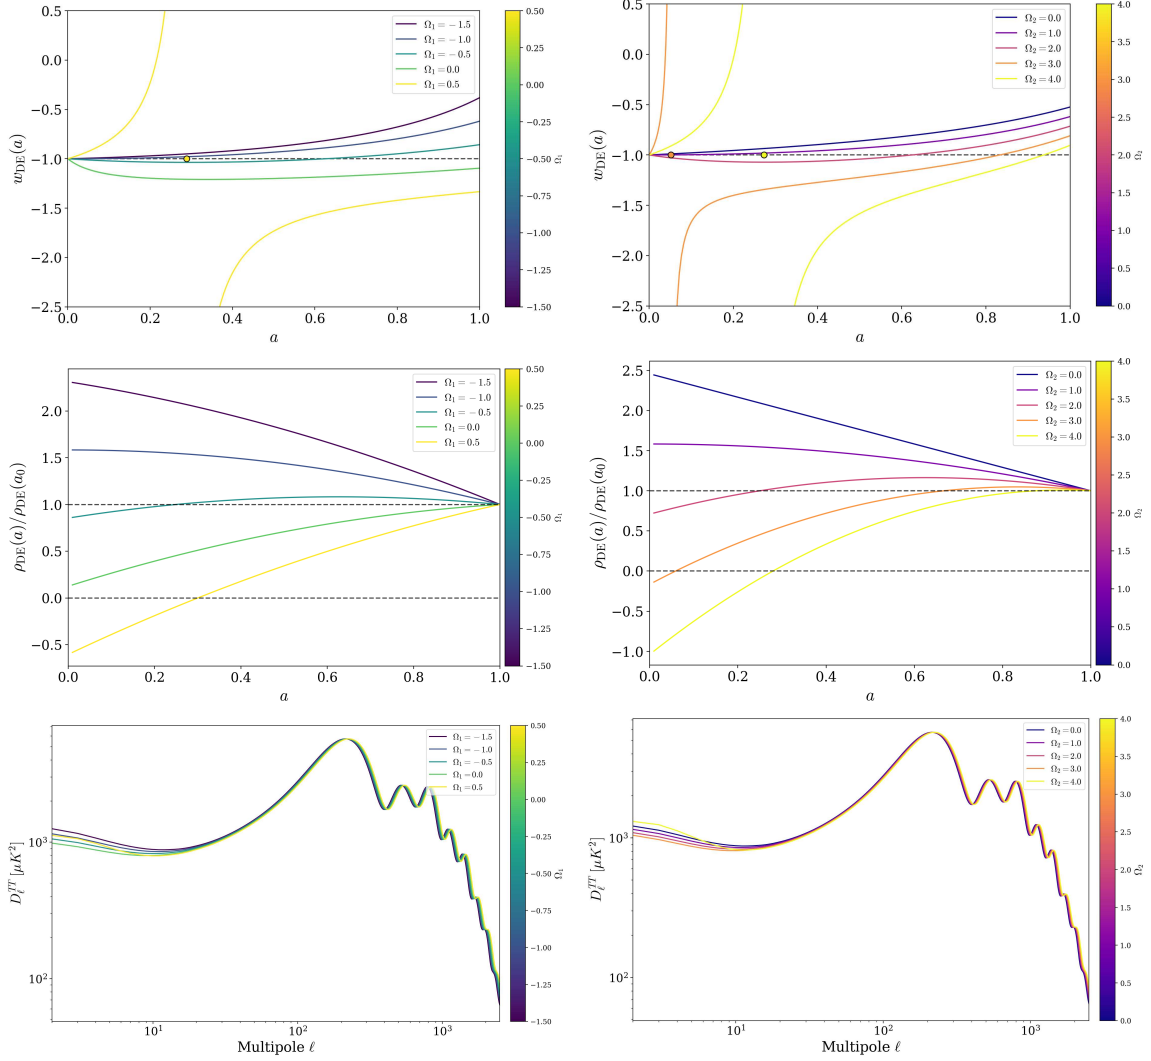 0.5
0.0
−0.5
−1.0
−1.5
−2.0
−2.5
w_DE(a)
0.0 0.2 0.4 0.6 0.8 1.0
a
Ω₁ = −1.5
Ω₁ = −1.0
Ω₁ = −0.5
Ω₁ = 0.0
Ω₁ = 0.5
0.50
0.25
0.00
−0.25
−0.50
−0.75
−1.00
−1.25
−1.50
Ω₁
0.5
0.0
−0.5
−1.0
−1.5
−2.0
−2.5
w_DE(a)
0.0 0.2 0.4 0.6 0.8 1.0
a
Ω₂ = 0.0
Ω₂ = 1.0
Ω₂ = 2.0
Ω₂ = 3.0
Ω₂ = 4.0
4.0
3.5
3.0
2.5
2.0
1.5
1.0
0.5
0.0
Ω₂
2.0
1.5
1.0
0.5
0.0
−0.5
ρ_DE(a)/ρ_DE(a₀)
0.0 0.2 0.4 0.6 0.8 1.0
a
Ω₁ = −1.5
Ω₁ = −1.0
Ω₁ = −0.5
Ω₁ = 0.0
Ω₁ = 0.5
0.50
0.25
0.00
−0.25
−0.50
−0.75
−1.00
−1.25
−1.50
Ω₁
2.5
2.0
1.5
1.0
0.5
0.0
−0.5
−1.0
ρ_DE(a)/ρ_DE(a₀)
0.0 0.2 0.4 0.6 0.8 1.0
a
Ω₂ = 0.0
Ω₂ = 1.0
Ω₂ = 2.0
Ω₂ = 3.0
Ω₂ = 4.0
4.0
3.5
3.0
2.5
2.0
1.5
1.0
0.5
0.0
Ω₂
10³
10²
D_ℓ^TT [μK²]
10¹ 10² 10³
Multipole ℓ
Ω₁ = −1.5
Ω₁ = −1.0
Ω₁ = −0.5
Ω₁ = 0.0
Ω₁ = 0.5
0.50
0.25
0.00
−0.25
−0.50
−0.75
−1.00
−1.25
−1.50
Ω₁
10³
10²
D_ℓ^TT [μK²]
10¹ 10² 10³
Multipole ℓ
Ω₂ = 0.0
Ω₂ = 1.0
Ω₂ = 2.0
Ω₂ = 3.0
Ω₂ = 4.0
4.0
3.5
3.0
2.5
2.0
1.5
1.0
0.5
0.0
Ω₂